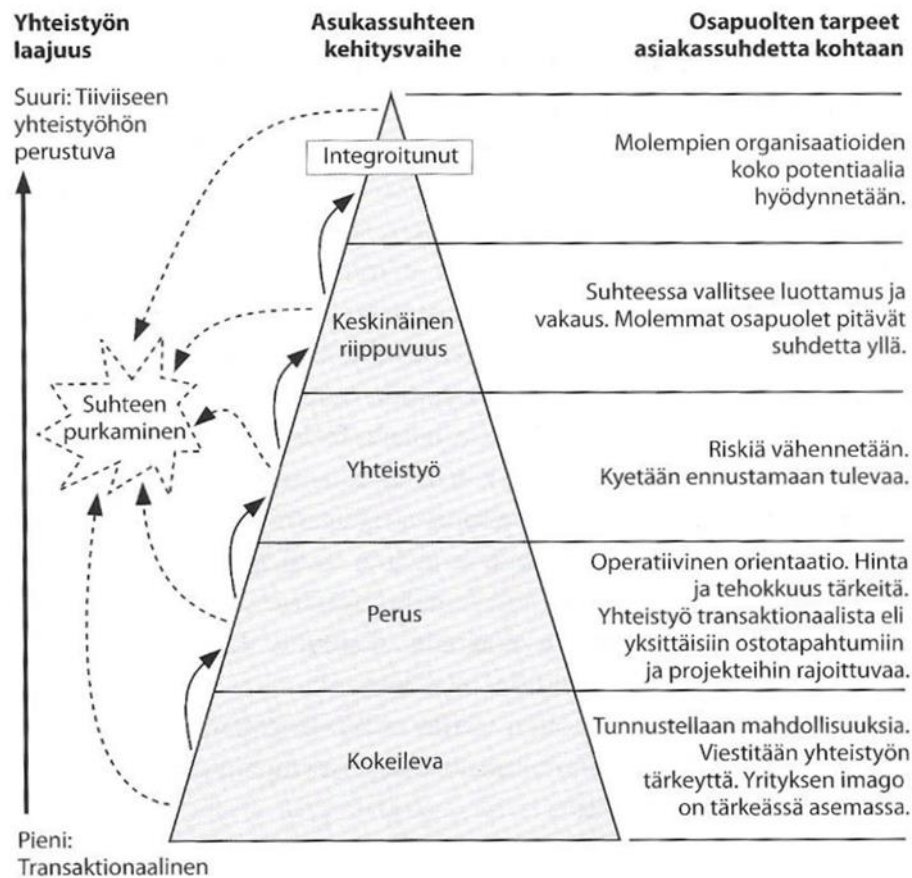 Yhteistyön
laajuus
Asukassuhteen
kehitysvaihe
Osapuolten tarpeet
asiakassuhdetta kohtaan
Suuri: Tiiviiseen
yhteistyöhön
perustuva
Integroitunut
Molempien organisaatioiden
koko potentiaalia
hyödynnetään.
Keskinäinen
riippuvuus
Suhteessa vallitsee luottamus ja
vakaus. Molemmat osapuolet pitävät
suhdetta yllä.
Suhteen
purkaminen
Yhteistyö
Riskiä vähennetään.
Kyetään ennustamaan tulevaa.
Perus
Operatiivinen orientaatio. Hinta
ja tehokkuus tärkeitä.
Yhteistyö transaktionaalista eli
yksittäisiin ostotapahtumiin
ja projekteihin rajoittuvaa.
Kokeileva
Tunnustellaan mahdollisuuksia.
Viestitään yhteistyön
tärkeyttä. Yrityksen imago
on tärkeässä asemassa.
Pieni:
Transaktionaalinen